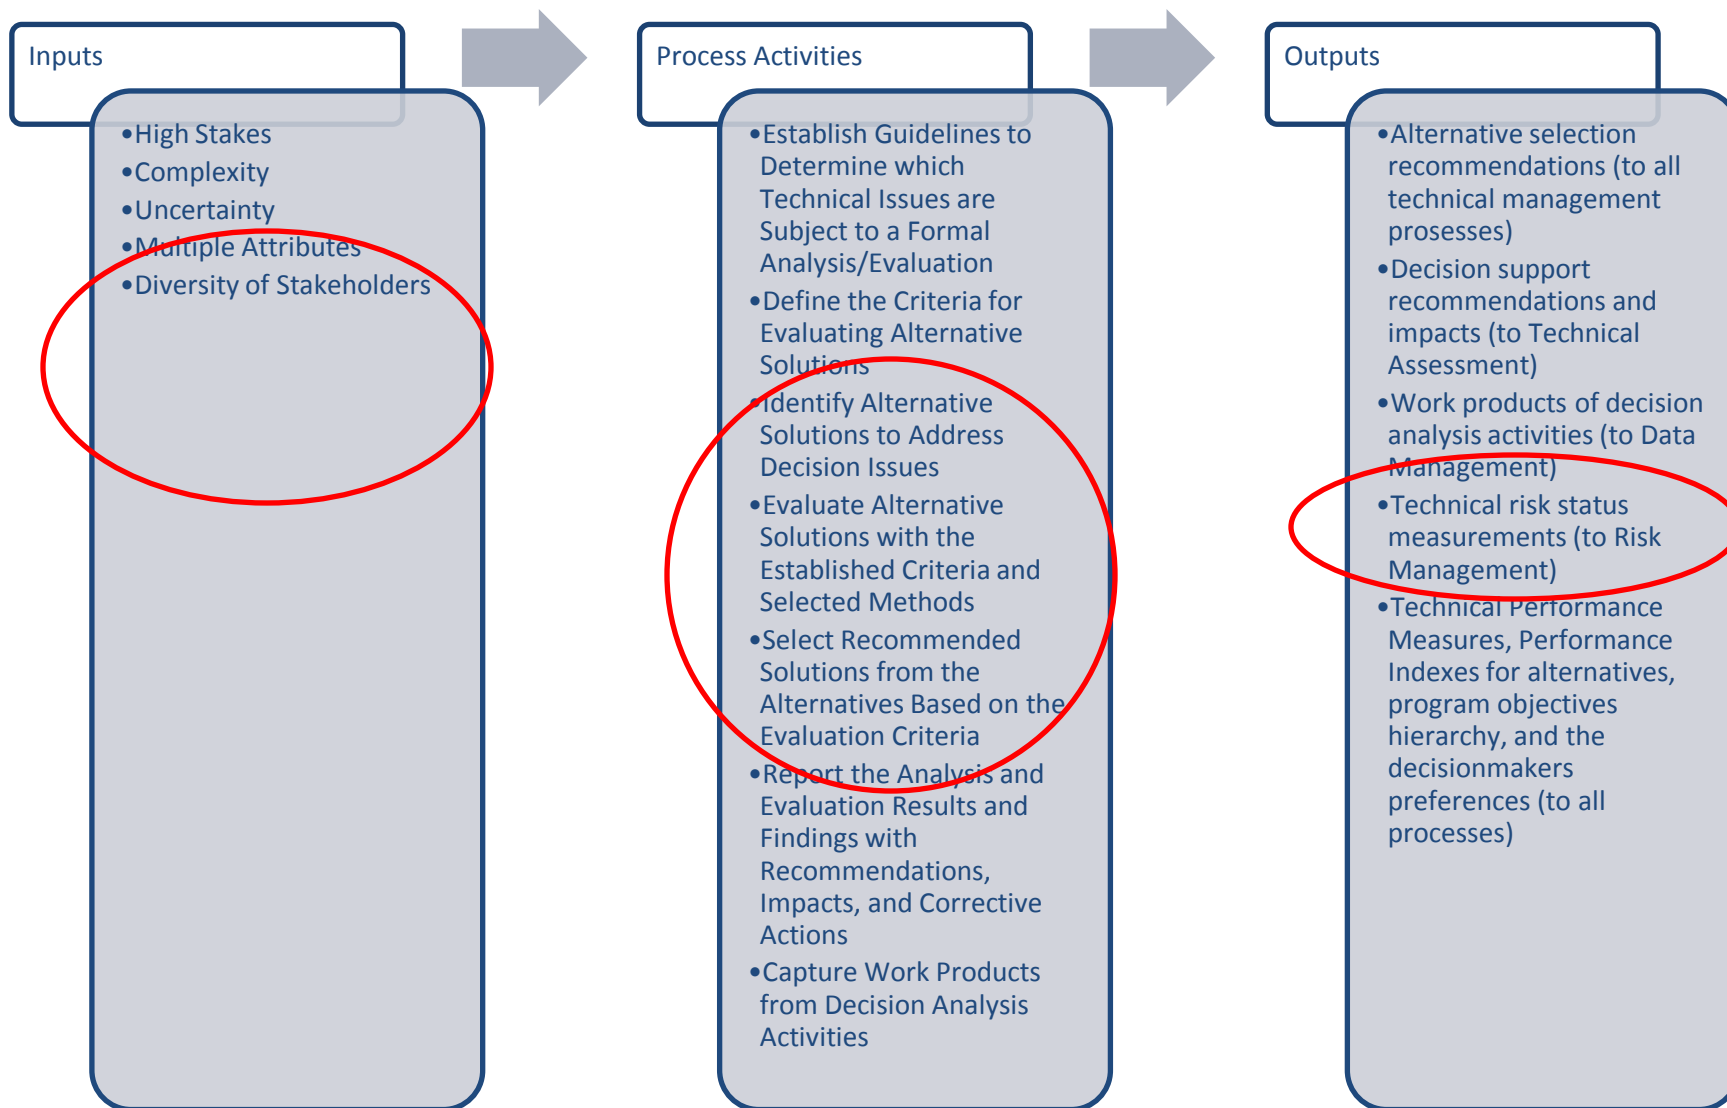 Inputs
•High Stakes
•Complexity
•Uncertainty
•Multiple Attributes
•Diversity of Stakeholders
Process Activities
•Establish Guidelines to
Determine which
Technical Issues are
Subject to a Formal
Analysis/Evaluation
•Define the Criteria for
Evaluating Alternative
Solutions
•Identify Alternative
Solutions to Address
Decision Issues
•Evaluate Alternative
Solutions with the
Established Criteria and
Selected Methods
•Select Recommended
Solutions from the
Alternatives Based on the
Evaluation Criteria
•Report the Analysis and
Evaluation Results and
Findings with
Recommendations,
Impacts, and Corrective
Actions
•Capture Work Products
from Decision Analysis
Activities
Outputs
•Alternative selection
recommendations (to all
technical management
prosesses)
•Decision support
recommendations and
impacts (to Technical
Assessment)
•Work products of decision
analysis activities (to Data
Management)
•Technical risk status
measurements (to Risk
Management)
•Technical Performance
Measures, Performance
Indexes for alternatives,
program objectives
hierarchy, and the
decisionmakers
preferences (to all
processes)